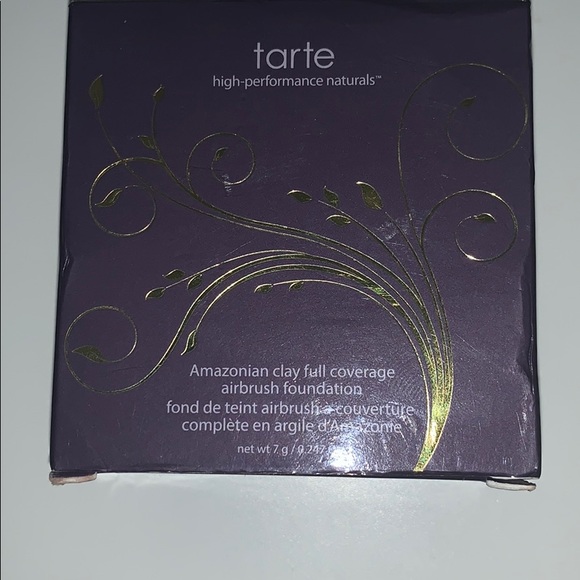 tarte
high-performance naturals™
Amazonian clay full coverage
airbrush foundation
fond de teint airbrush à couverture
complète en argile d'Amazonie
net wt 7 g /